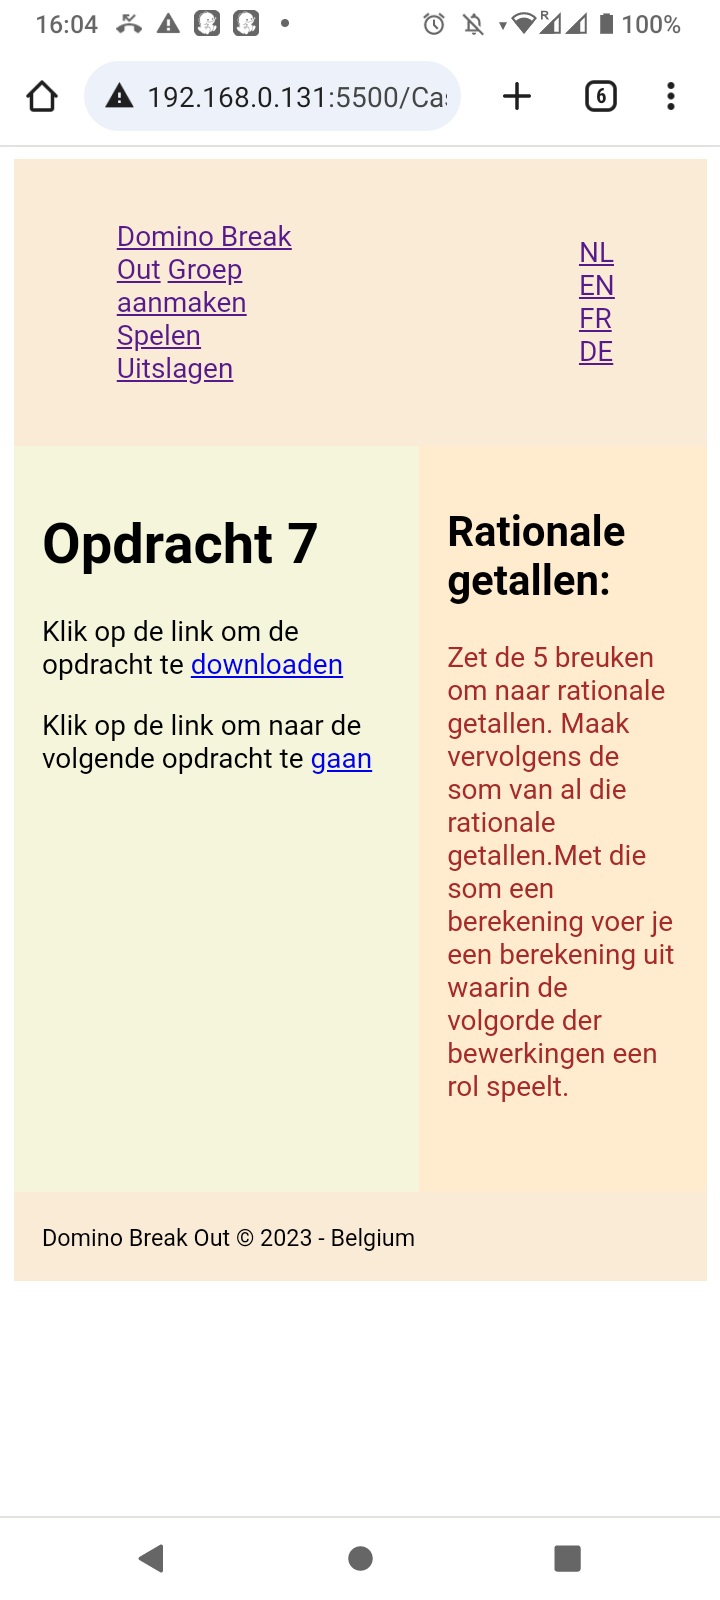 16:04
R
100%
192.168.0.131:5500/Ca
6
Domino Break
Out Groep
aanmaken
Spelen
Uitslagen
NL
EN
FR
DE
Opdracht 7
Klik op de link om de
opdracht te downloaden
Klik op de link om naar de
volgende opdracht te gaan
Rationale
getallen:
Zet de 5 breuken
om naar rationale
getallen. Maak
vervolgens de
som van al die
rationale
getallen.Met die
som een
berekening voer je
een berekening uit
waarin de
volgorde der
bewerkingen een
rol speelt.
Domino Break Out © 2023 - Belgium